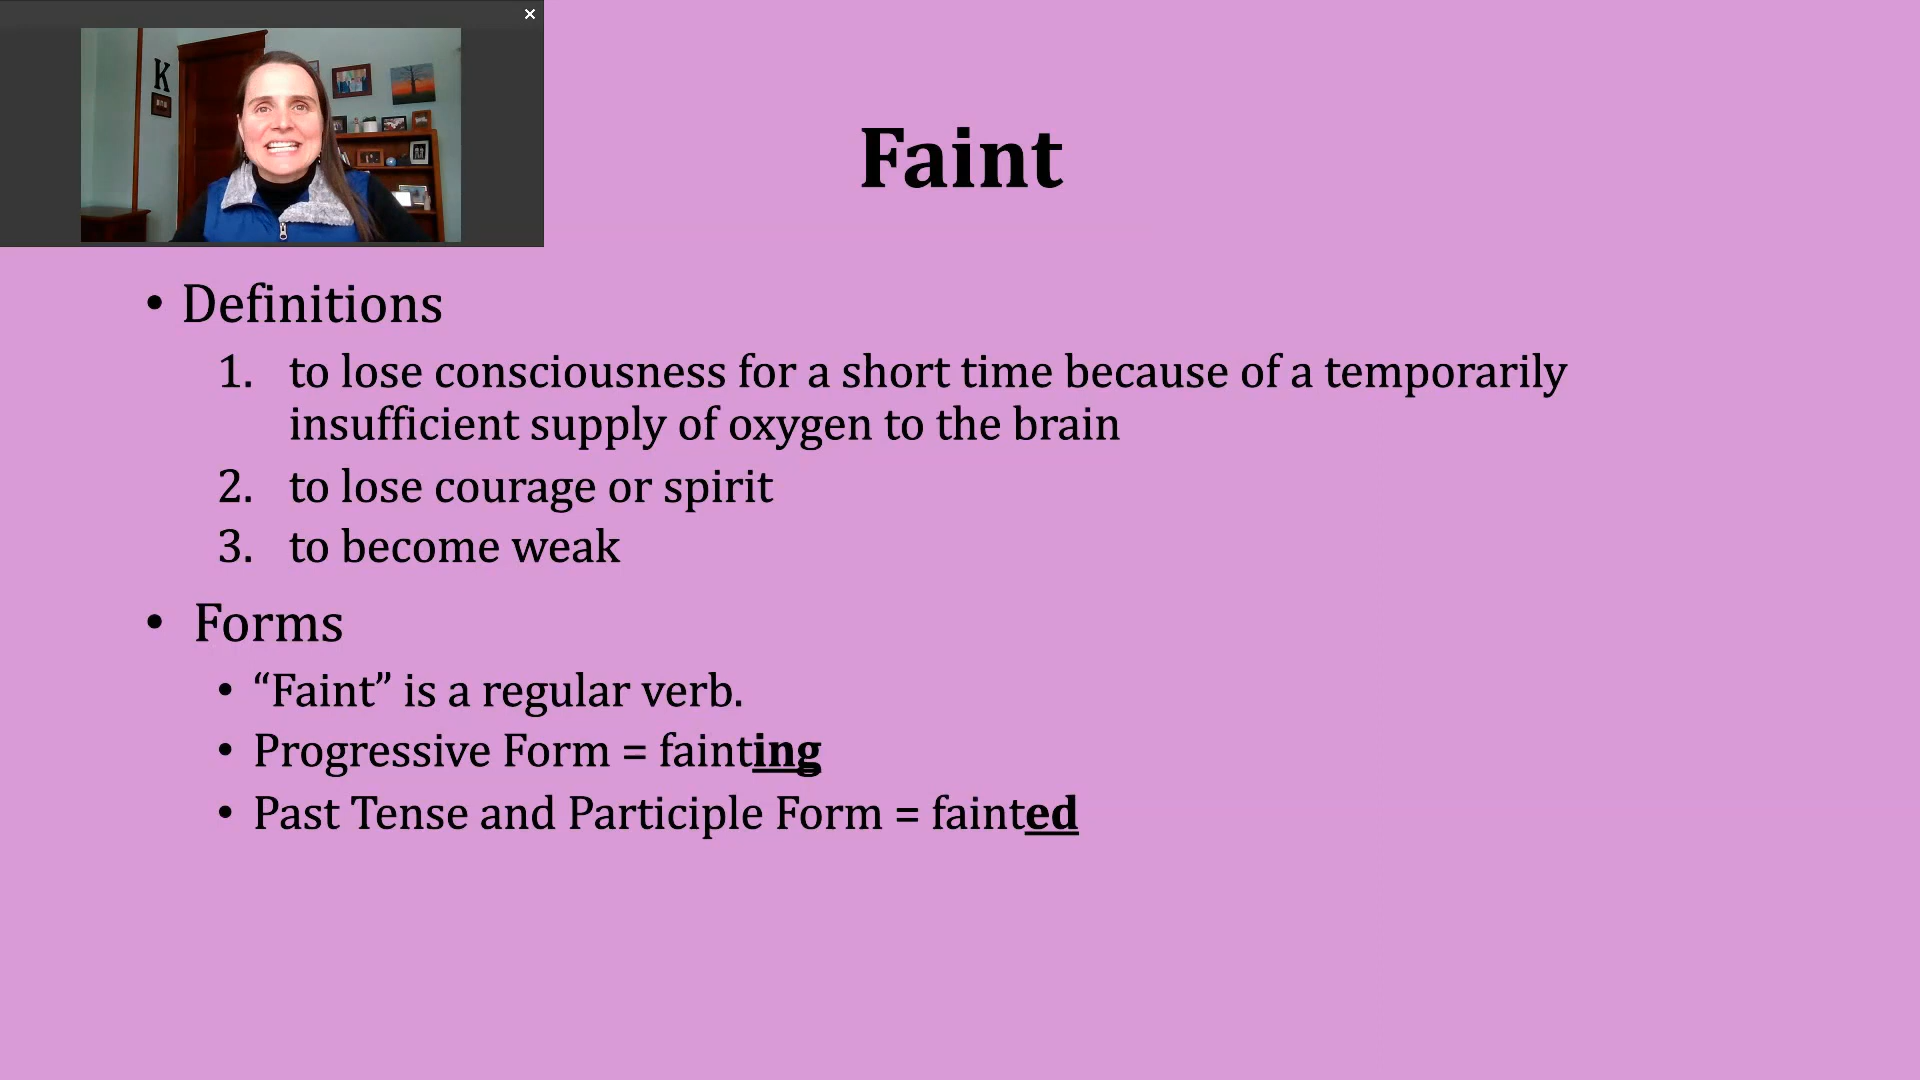 K
Faint
• Definitions
1. to lose consciousness for a short time because of a temporarily
insufficient supply of oxygen to the brain
2. to lose courage or spirit
3. to become weak
• Forms
• “Faint” is a regular verb.
• Progressive Form = fainting
• Past Tense and Participle Form = fainted